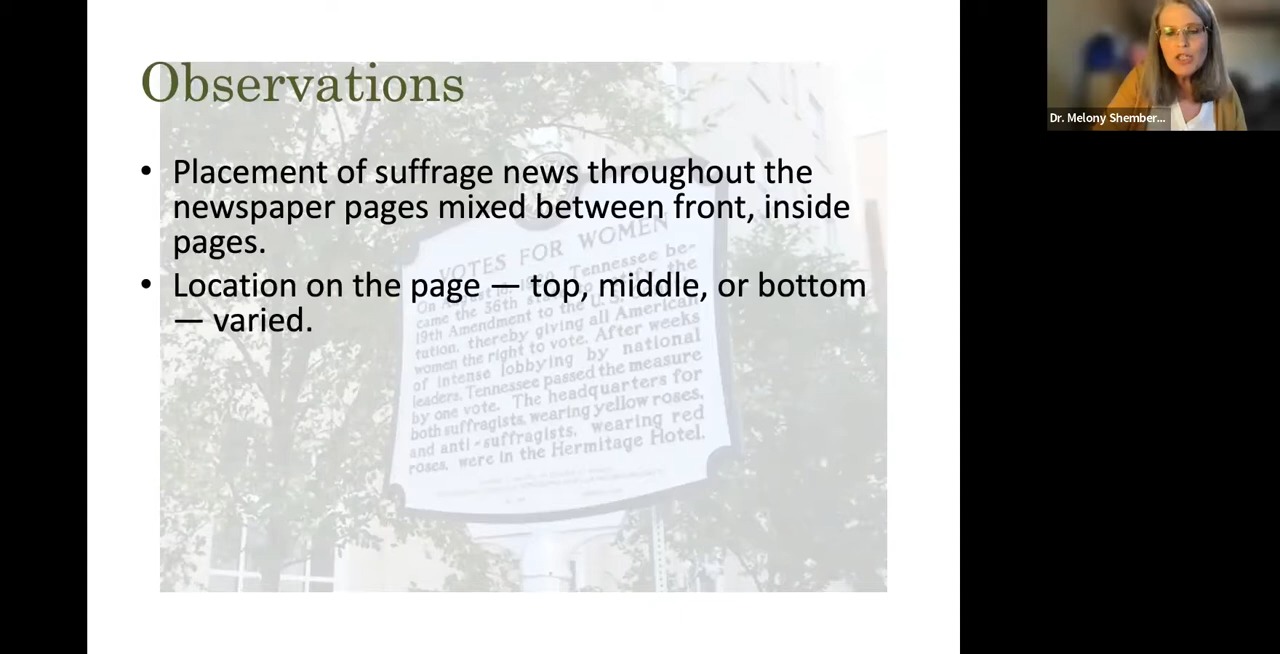 Observations
• Placement of suffrage news throughout the
newspaper pages mixed between front, inside
pages.
• Location on the page — top, middle, or bottom
— varied.
VOTES FOR WOMEN
On Tennessee be-
came the 36th the
19th Amendment to the U.S.
tution, thereby giving all American
women the right to vote. After weeks
of intense lobbying by national
leaders, Tennessee passed the measure
by one vote. The headquarters for
both suffragists, wearing yellow roses,
and anti-suffragists, wearing red
roses, were in the Hermitage Hotel.
Dr. Melony Shember...